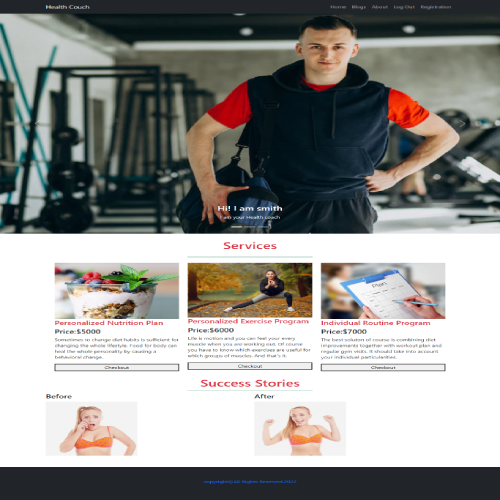 Health Couch
Home Blogs About Log Out Registration
Hi! I am smith
I am your Health couch
Services
Personalized Nutrition Plan
Price:$5000
Sometimes to change diet habits is sufficient for
changing the whole lifestyle. Food for body can
heal the whole personality by causing a
behavioral change.
Checkout
Personalized Exercise Program
Price:$6000
Life is motion and you can feel your every
muscle when you are working out. Of course
you have to know which exercises are useful for
which groups of muscles. And that's it.
Checkout
Plan
Individual Routine Program
Price:$7000
The best solution of course is combining diet
improvements together with workout plan and
regular gym visits. It should take into account
your individual particularities.
Checkout
Success Stories
Before
After
copyright@All Rights Reserved